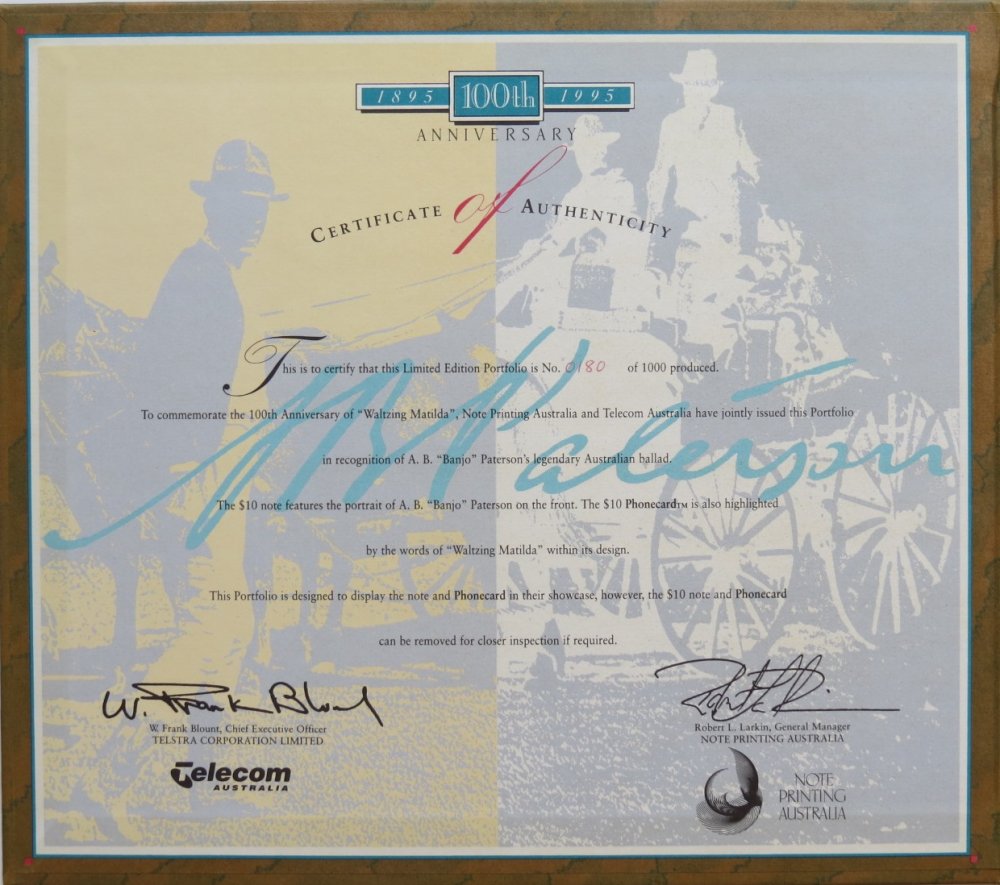 1895 100th 1995
ANNIVERSARY
CERTIFICATE of AUTHENTICITY
This is to certify that this Limited Edition Portfolio is No. 0180 of 1000 produced.
To commemorate the 100th Anniversary of “Waltzing Matilda”, Note Printing Australia and Telecom Australia have jointly issued this Portfolio
in recognition of A. B. “Banjo” Paterson's legendary Australian ballad.
AB Paterson
The $10 note features the portrait of A. B. “Banjo” Paterson on the front. The $10 Phonecard™ is also highlighted
by the words of “Waltzing Matilda” within its design.
This Portfolio is designed to display the note and Phonecard in their showcase, however, the $10 note and Phonecard
can be removed for closer inspection if required.
W. Frank Blount
W. Frank Blount, Chief Executive Officer
TELSTRA CORPORATION LIMITED
Telecom
AUSTRALIA
Robert L. Larkin, General Manager
NOTE PRINTING AUSTRALIA
NOTE
PRINTING
AUSTRALIA